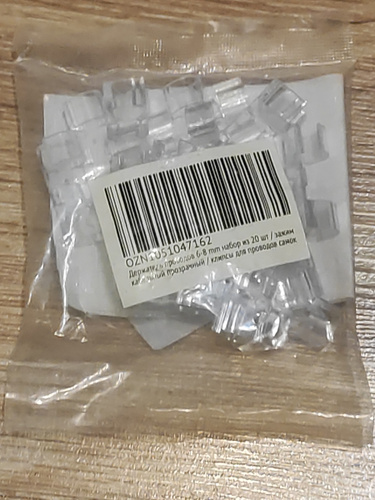 OZN1051047162
Держатель проводов 6-8 mm набор из 20 шт / зажим
кабельный прозрачный / клипсы для проводов самок